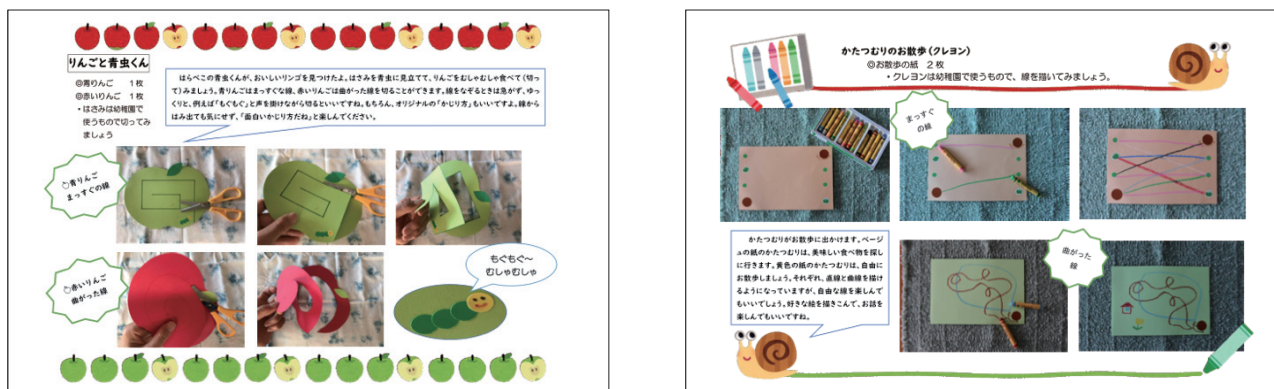 りんごと青虫くん
◎青りんご　1枚
◎赤いりんご　1枚
・はさみは幼稚園で
使うもので切ってみ
ましょう
はらぺこの青虫くんが、おいしいリンゴを見つけたよ。はさみを青虫に見立てて、りんごをむしゃむしゃ食べて(切っ
て)みましょう。青りんごはまっすぐな線、赤いりんごは曲がった線を切ることができます。線をなぞるときは急がず、ゆっ
くりと、例えば「もぐもぐ」と声を掛けながら切るといいですね。もちろん、オリジナルの「かじり方」もいいですよ。線から
はみ出ても気にせず、「面白いかじり方だね」と楽しんでください。
青りんご
まっすぐの線
赤いりんご
曲がった線
もぐもぐ～
むしゃむしゃ
かたつむりのお散歩(クレヨン)
◎お散歩の紙　2枚
・クレヨンは幼稚園で使うもので、線を描いてみましょう。
まっすぐ
の線
かたつむりがお散歩に出かけます。ベージ
ュの紙のかたつむりは、美味しい食べ物を探し
に行きます。黄色の紙のかたつむりは、自由に
お散歩しましょう。それぞれ、直線と曲線を描け
るようになっていますが、自由な線を楽しんで
もいいでしょう。好きな絵を描きこんで、お話を
楽しんでもいいですね。
曲がった
線